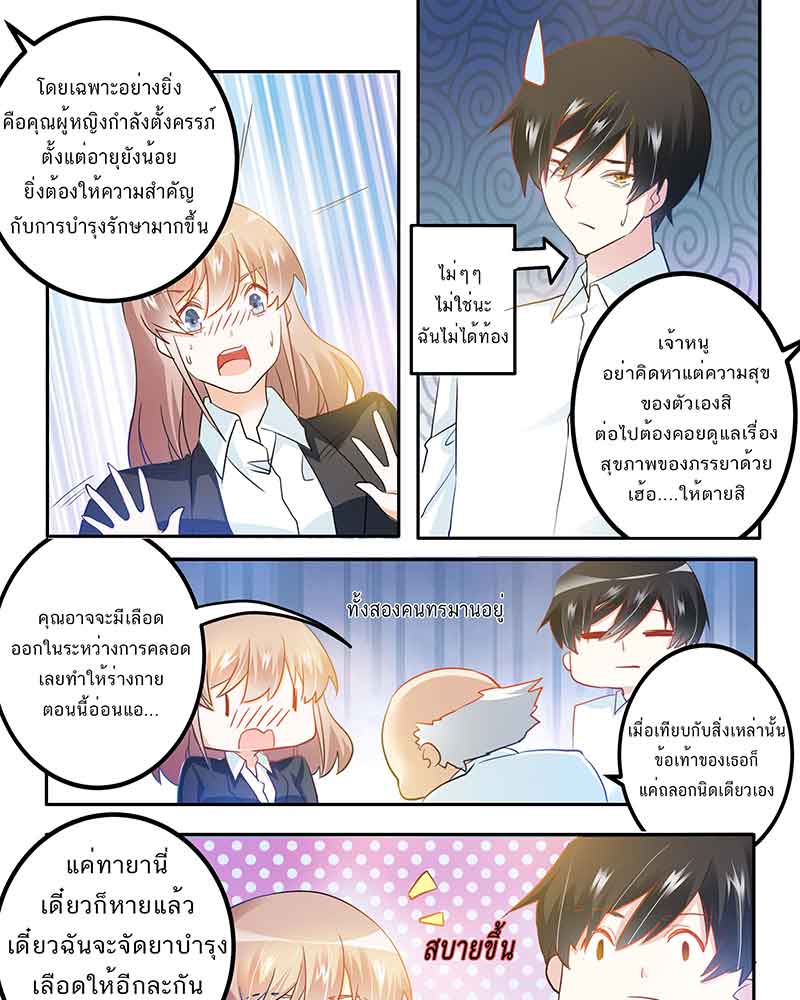 โดยเฉพาะอย่างยิ่ง
คือคุณผู้หญิงกำลังตั้งครรภ์
ตั้งแต่อายุยังน้อย
ยิ่งต้องให้ความสำคัญ
กับการบำรุงรักษามากขึ้น
ไม่ๆๆ
ไม่ใช่นะ
ฉันไม่ได้ท้อง
เจ้าหนู
อย่าคิดหาแต่ความสุข
ของตัวเองสิ
ต่อไปต้องคอยดูแลเรื่อง
สุขภาพของภรรยาด้วย
เฮ้อ....ให้ตายสิ
คุณอาจจะมีเลือด
ออกในระหว่างการคลอด
เลยทำให้ร่างกาย
ตอนนี้อ่อนแอ...
ทั้งสองคนทรมานอยู่
เมื่อเทียบกับสิ่งเหล่านั้น
ข้อเท้าของเธอก็
แค่ถลอกนิดเดียวเอง
แค่ทายานี่
เดี๋ยวก็หายแล้ว
เดี๋ยวฉันจะจัดยาบำรุง
เลือดให้อีกละกัน
สบายขึ้น